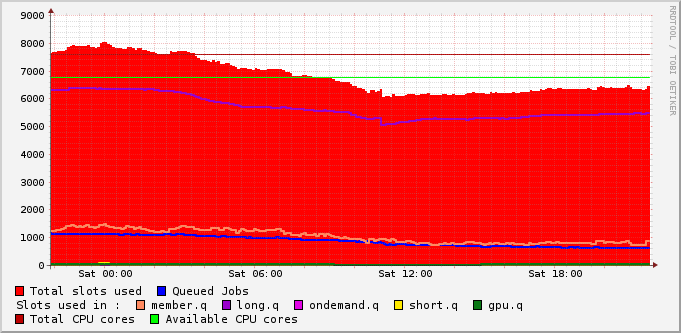 9000
8000
7000
6000
5000
4000
3000
2000
1000
0
Sat 00:00 Sat 06:00 Sat 12:00 Sat 18:00
RRDTOOL / TOBI OETIKER
Total slots used Queued Jobs
Slots used in : member.q long.q ondemand.q short.q gpu.q
Total CPU cores Available CPU cores